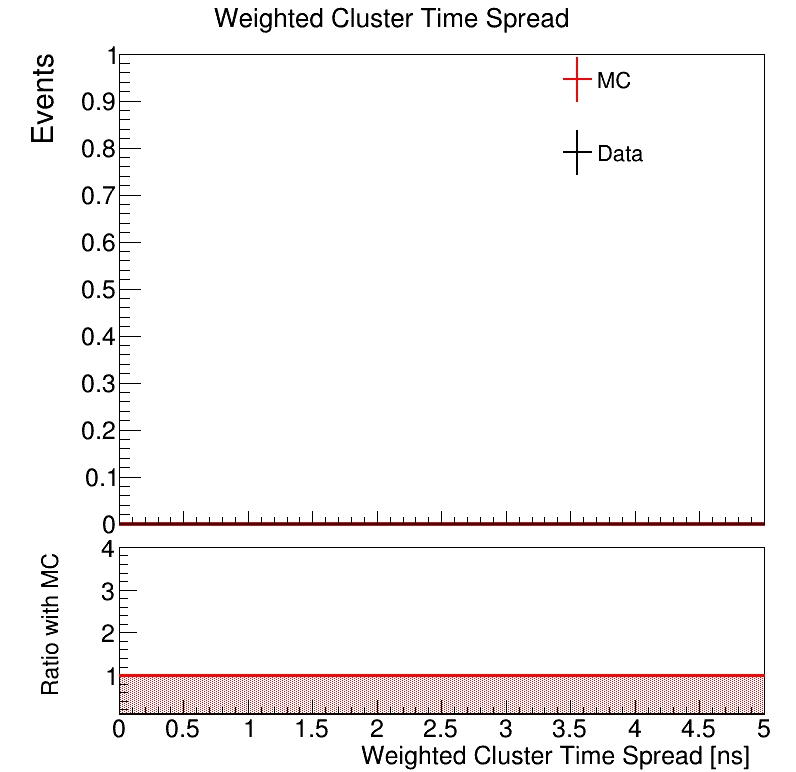 Weighted Cluster Time Spread
Events
1
0.9
0.8
0.7
0.6
0.5
0.4
0.3
0.2
0.1
0
MC
Data
Ratio with MC
4
3
2
1
0 0.5 1 1.5 2 2.5 3 3.5 4 4.5 5
Weighted Cluster Time Spread [ns]